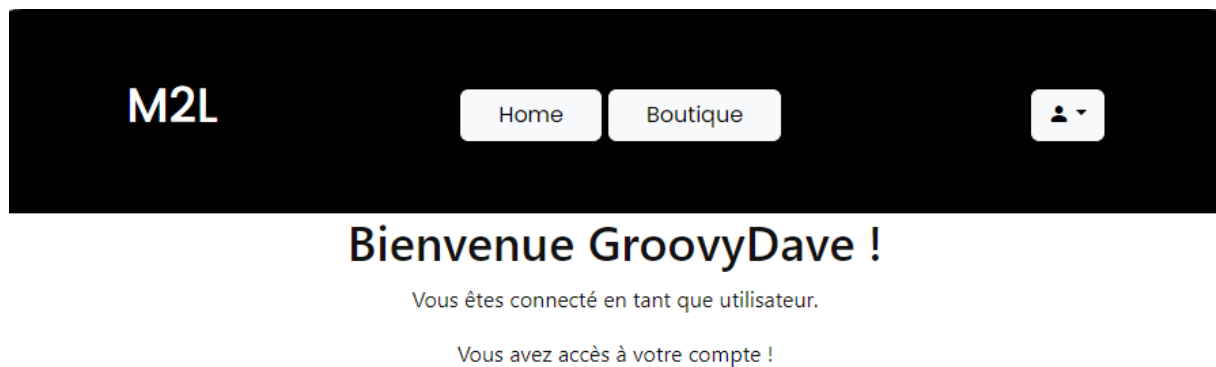 M2L
Home
Boutique
Bienvenue GroovyDave !
Vous êtes connecté en tant que utilisateur.
Vous avez accès à votre compte !